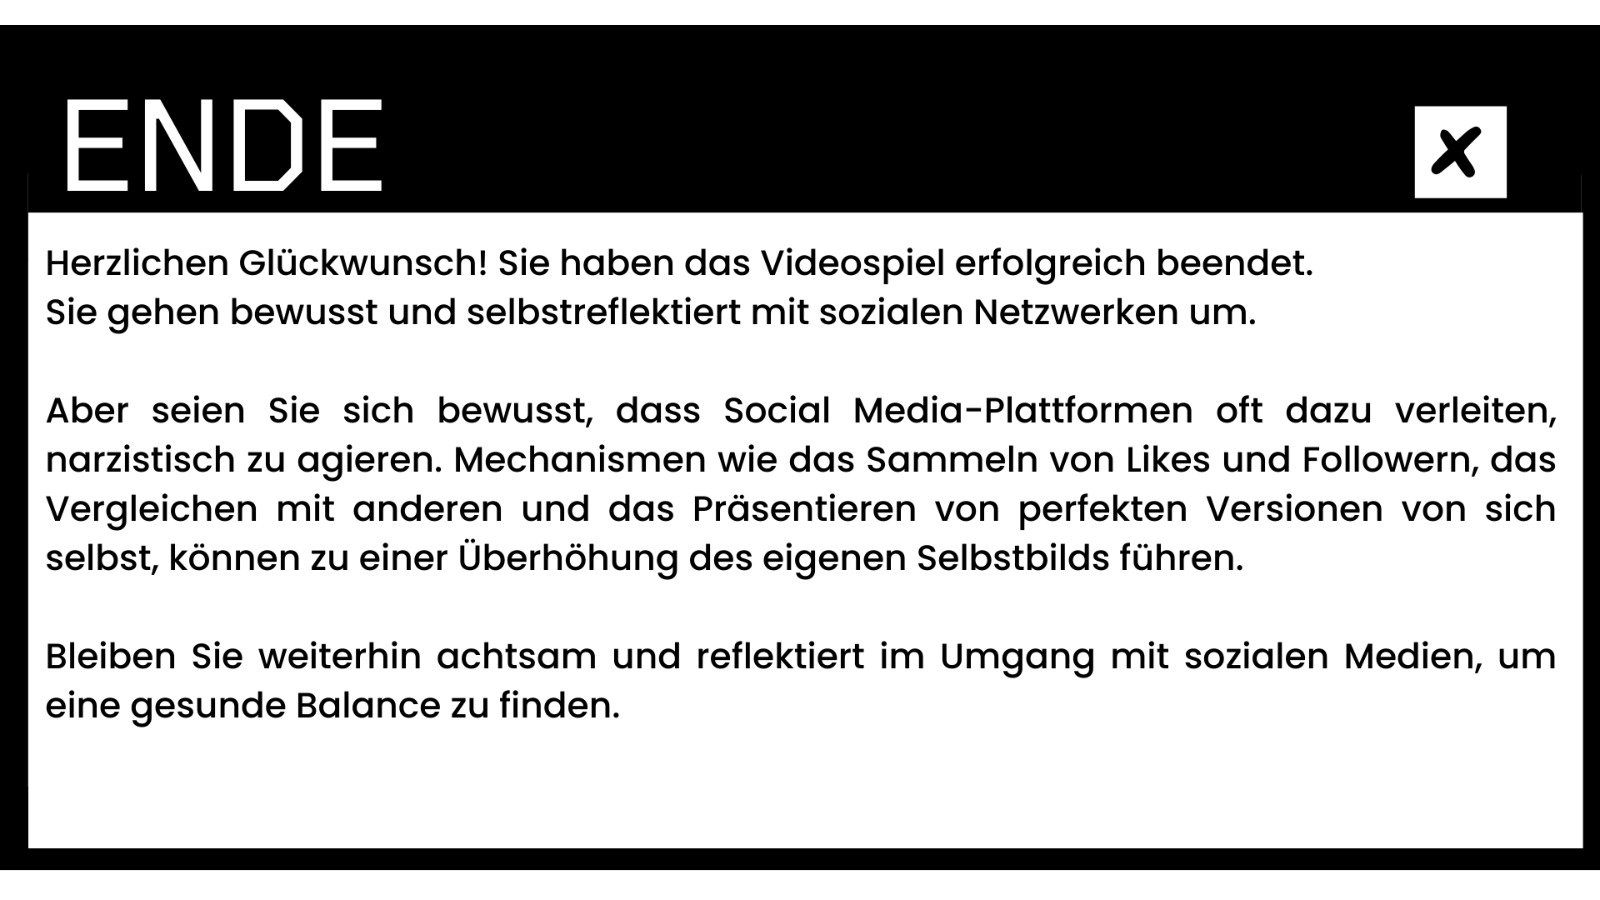 ENDE
x
Herzlichen Glückwunsch! Sie haben das Videospiel erfolgreich beendet.
Sie gehen bewusst und selbstreflektiert mit sozialen Netzwerken um.
Aber seien Sie sich bewusst, dass Social Media-Plattformen oft dazu verleiten,
narzistisch zu agieren. Mechanismen wie das Sammeln von Likes und Followern, das
Vergleichen mit anderen und das Präsentieren von perfekten Versionen von sich
selbst, können zu einer Überhöhung des eigenen Selbstbilds führen.
Bleiben Sie weiterhin achtsam und reflektiert im Umgang mit sozialen Medien, um
eine gesunde Balance zu finden.